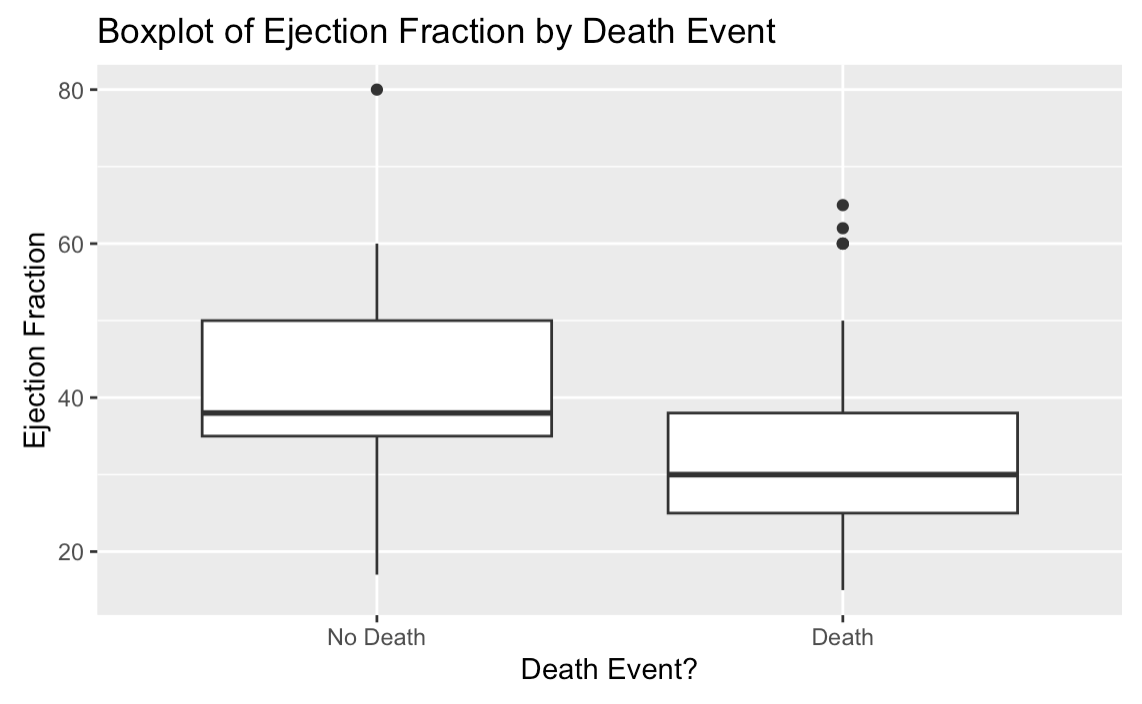 Boxplot of Ejection Fraction by Death Event
80
60
40
20
Ejection Fraction
No Death
Death
Death Event?